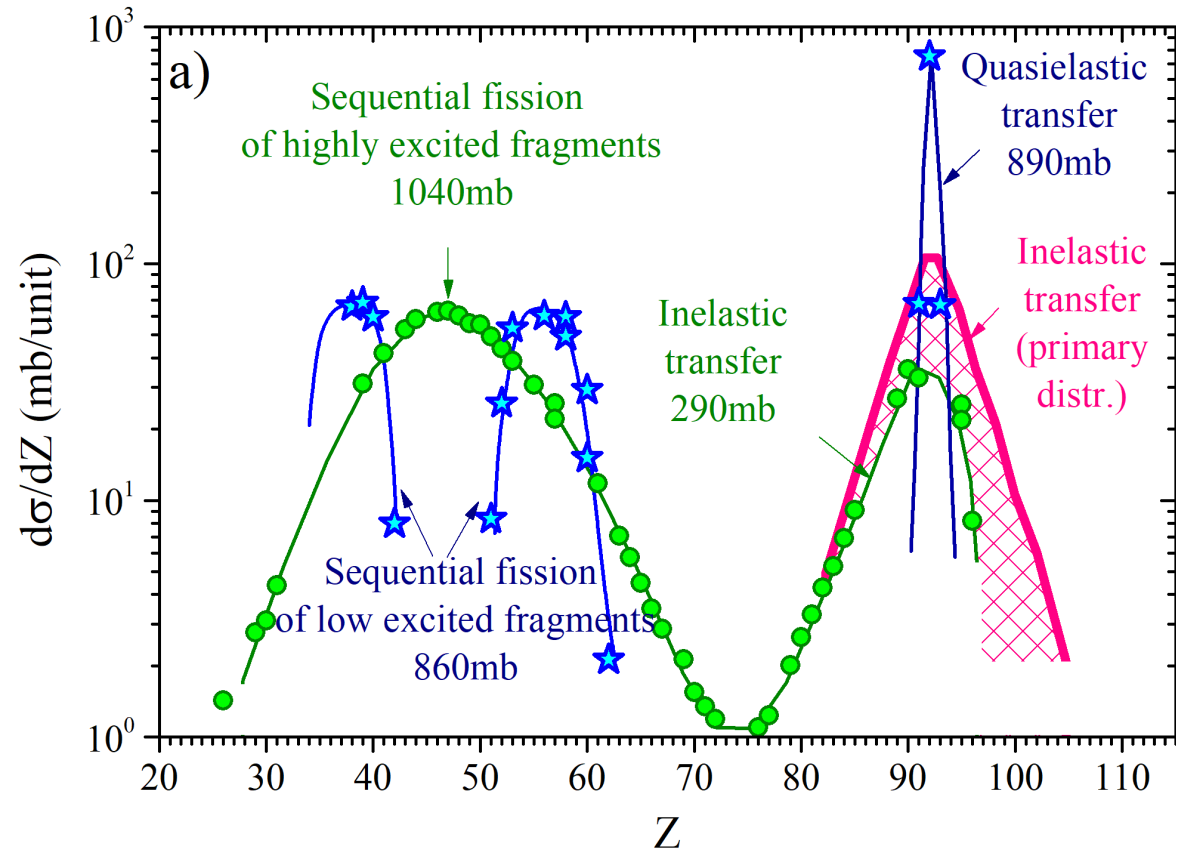 a)
Sequential fission
of highly excited fragments
1040mb
Quasielastic
transfer
890mb
Inelastic
transfer
(primary
distr.)
Inelastic
transfer
290mb
Sequential fission
of low excited fragments
860mb
dσ/dZ (mb/unit)
10³
10²
10¹
10⁰
20 30 40 50 60 70 80 90 100 110
Z